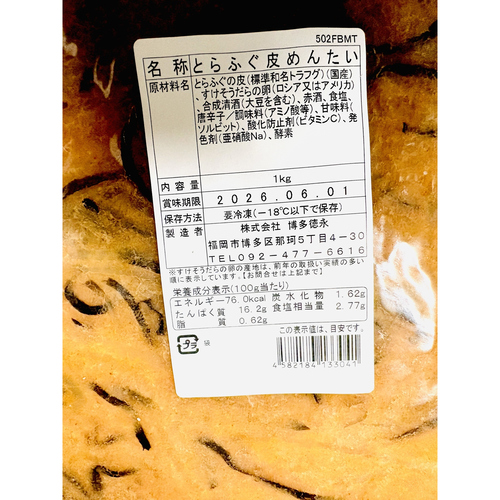 502FBMT
名称 とらふぐ皮めんたい
原材料名 とらふぐの皮(標準和名トラフグ)(国産)
、すけそうだらの卵(ロシア又はアメリカ)
、合成清酒(大豆を含む)、赤酒、食塩、
唐辛子/調味料(アミノ酸等)、甘味料(
ソルビット)、酸化防止剤(ビタミンC)、発
色剤(亜硝酸Na)、酵素
内容量 1kg
賞味期限 2026.06.01
保存方法 要冷凍(-18℃以下で保存)
製造者 株式会社 博多徳永
福岡市博多区那珂5丁目4-30
TEL092-477-6616
※すけそうだらの卵の産地は、前年の取扱い実績の多い
順に表示しています。【お問合せは上記まで】
栄養成分表示(100g当たり)
エネルギー 76.0kcal 炭水化物 1.62g
たんぱく質 16.2g 食塩相当量 2.77g
脂質 0.62g
この表示値は、目安です。
プラ 袋
4582184133041